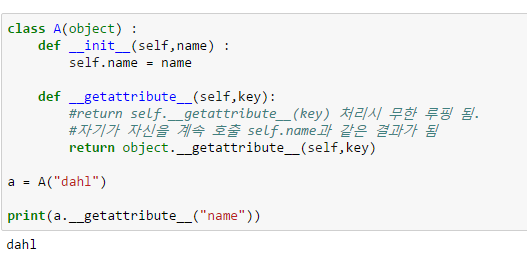 class A(object) :
    def __init__(self,name) :
        self.name = name
    def __getattribute__(self,key):
        #return self.__getattribute__(key) 처리시 무한 루핑 됨.
        #자기가 자신을 계속 호출 self.name과 같은 결과가 됨
        return object.__getattribute__(self,key)
a = A("dahl")
print(a.__getattribute__("name"))
dahl